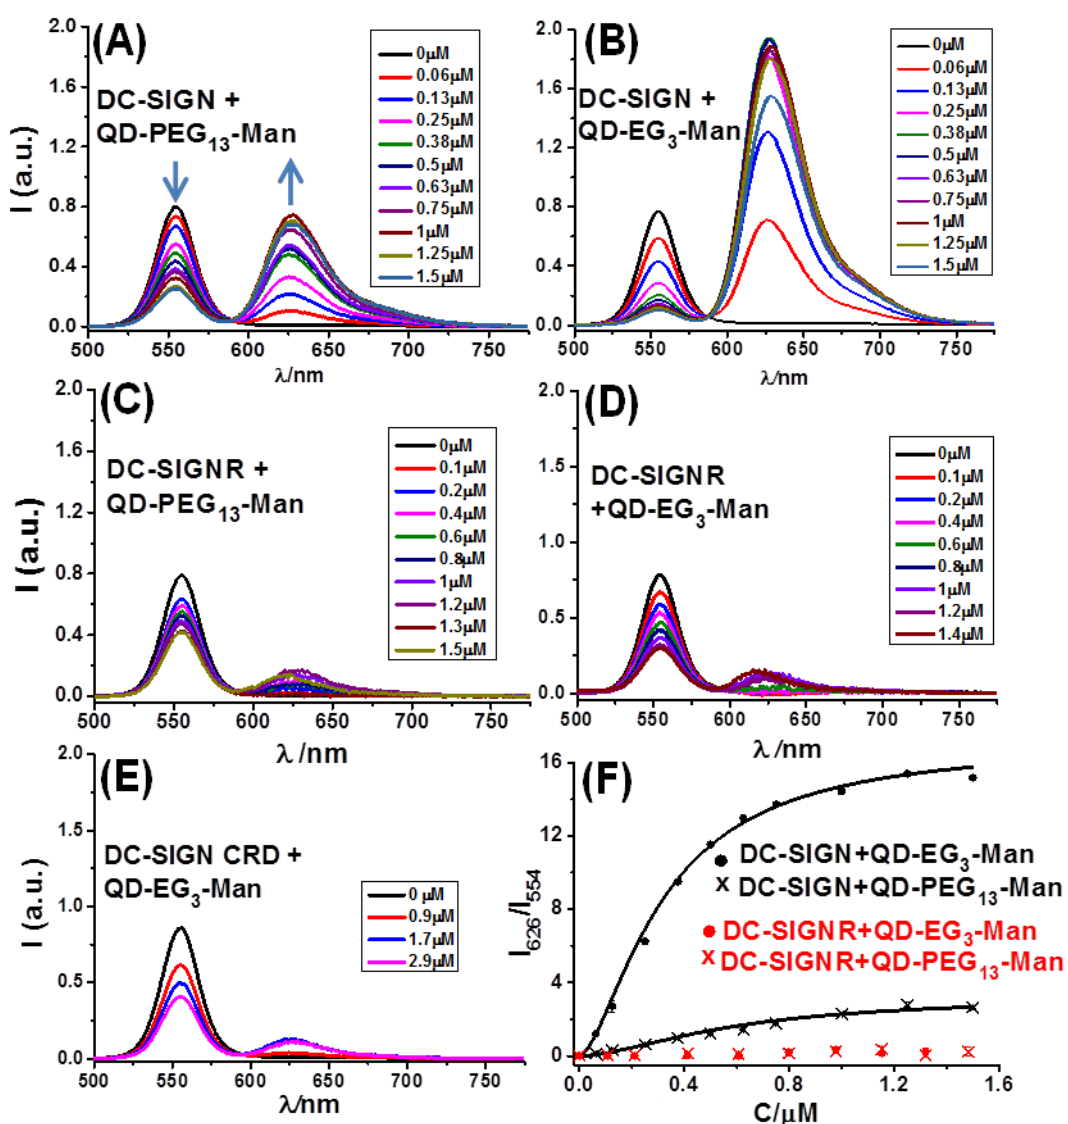 (A)
DC-SIGN +
QD-PEG13-Man
0μM
0.06μM
0.13μM
0.25μM
0.38μM
0.5μM
0.63μM
0.75μM
1μM
1.25μM
1.5μM
I (a.u.)
2.0
1.6
1.2
0.8
0.4
0.0
500 550 600 650 700 750
λ/nm
(B)
DC-SIGN +
QD-EG3-Man
0μM
0.06μM
0.13μM
0.25μM
0.38μM
0.5μM
0.63μM
0.75μM
1μM
1.25μM
1.5μM
2.0
1.6
1.2
0.8
0.4
0.0
500 550 600 650 700 750
λ/nm
(C)
DC-SIGNR +
QD-PEG13-Man
0μM
0.1μM
0.2μM
0.4μM
0.6μM
0.8μM
1μM
1.2μM
1.3μM
1.5μM
I (a.u.)
2.0
1.6
1.2
0.8
0.4
0.0
500 550 600 650 700 750
λ /nm
(D)
DC-SIGNR
+QD-EG3-Man
0μM
0.1μM
0.2μM
0.4μM
0.6μM
0.8μM
1μM
1.2μM
1.4μM
2.0
1.5
1.0
0.5
0.0
500 550 600 650 700 750
λ /nm
(E)
DC-SIGN CRD +
QD-EG3-Man
0 μM
0.9μM
1.7μM
2.9μM
I (a.u.)
2.0
1.5
1.0
0.5
0.0
500 550 600 650 700 750
λ/nm
(F)
DC-SIGN+QD-EG3-Man
DC-SIGN+QD-PEG13-Man
DC-SIGNR+QD-EG3-Man
DC-SIGNR+QD-PEG13-Man
I626/I554
16
12
8
4
0
0.0 0.4 0.8 1.2 1.6
C/μM